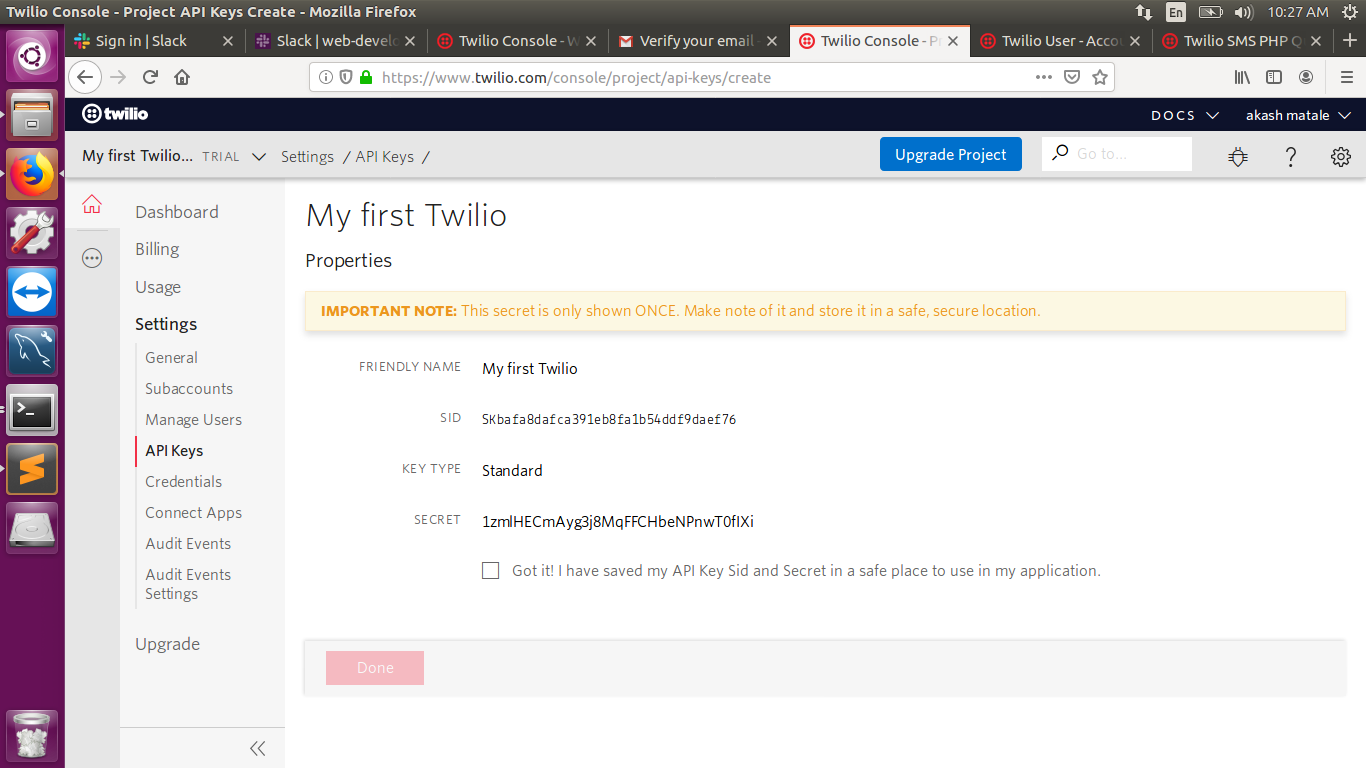 Twilio Console - Project API Keys Create - Mozilla Firefox
En
10:27 AM
Sign in | Slack
Slack | web-develo
Twilio Console - W
Verify your email -
Twilio Console - Pr
Twilio User - Accou
Twilio SMS PHP Q
https://www.twilio.com/console/project/api-keys/create
twilio
DOCS
akash matale
My first Twilio... TRIAL
Settings / API Keys /
Upgrade Project
Go to...
Dashboard
Billing
Usage
Settings
General
Subaccounts
Manage Users
API Keys
Credentials
Connect Apps
Audit Events
Audit Events
Settings
Upgrade
My first Twilio
Properties
IMPORTANT NOTE: This secret is only shown ONCE. Make note of it and store it in a safe, secure location.
FRIENDLY NAME My first Twilio
SID SKbafa8dafca391eb8fa1b54ddf9daef76
KEY TYPE Standard
SECRET 1zmlHECmAyg3j8MqFFCHbeNPnwT0fIXi
Got it! I have saved my API Key Sid and Secret in a safe place to use in my application.
Done